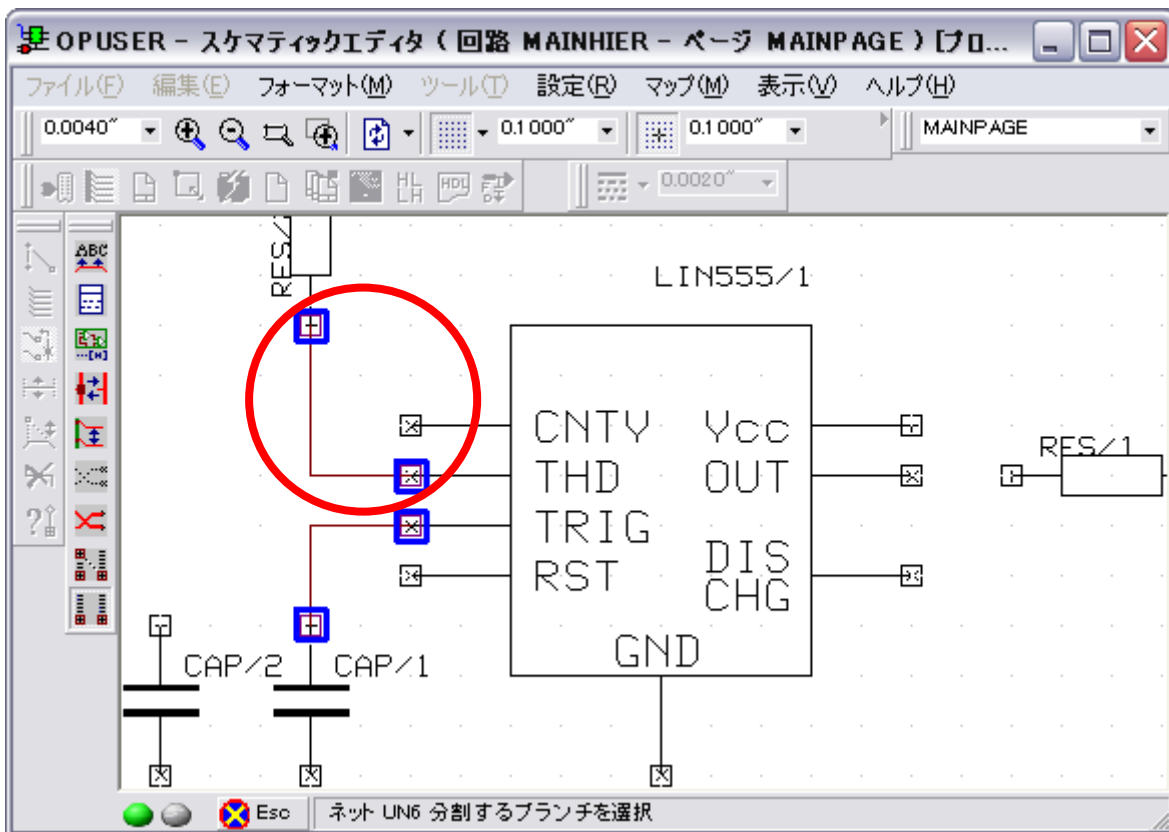 OPUSER - スケマティックエディタ ( 回路 MAINHIER - ページ MAINPAGE ) [プロ...
ファイル(F) 編集(E) フォーマット(M) ツール(T) 設定(R) マップ(M) 表示(V) ヘルプ(H)
0.0040″ 0.1000″ 0.1000″ MAINPAGE
HL LH HDL 0.0020″
ABC
RES/
LIN555/1
CNTV Vcc
RES/1
THD OUT
TRIG
DIS
RST
CHG
GND
CAP/2 CAP/1
Esc ネット UN6 分割するブランチを選択